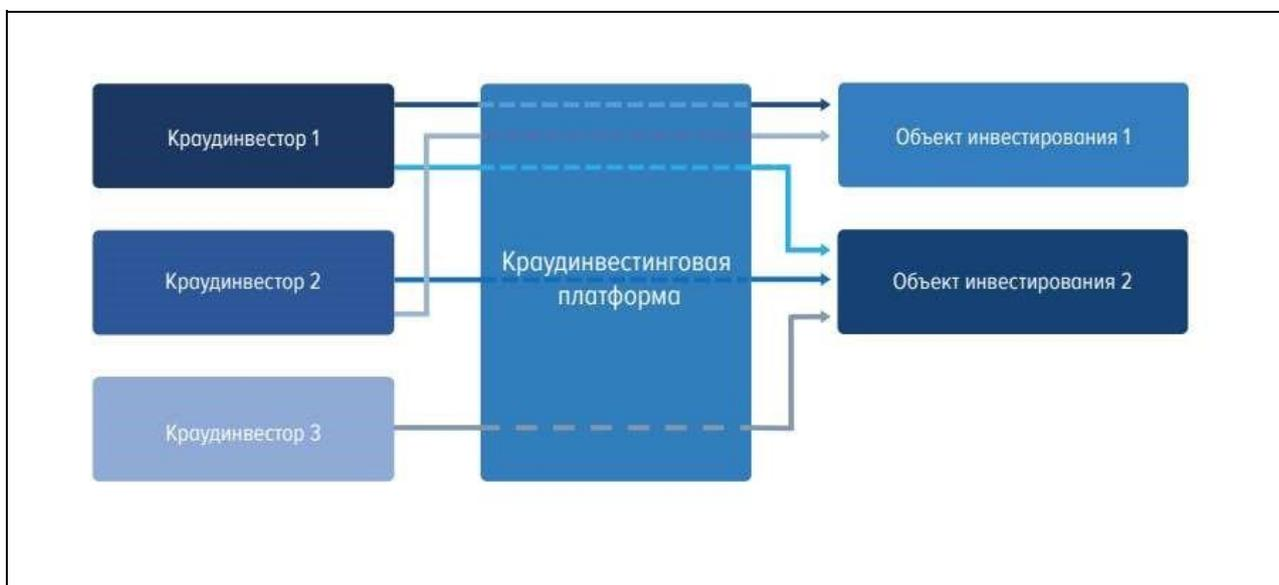 Краудинвестор 1
Объект инвестирования 1
Краудинвестинговая
платформа
Краудинвестор 2
Объект инвестирования 2
Краудинвестор 3